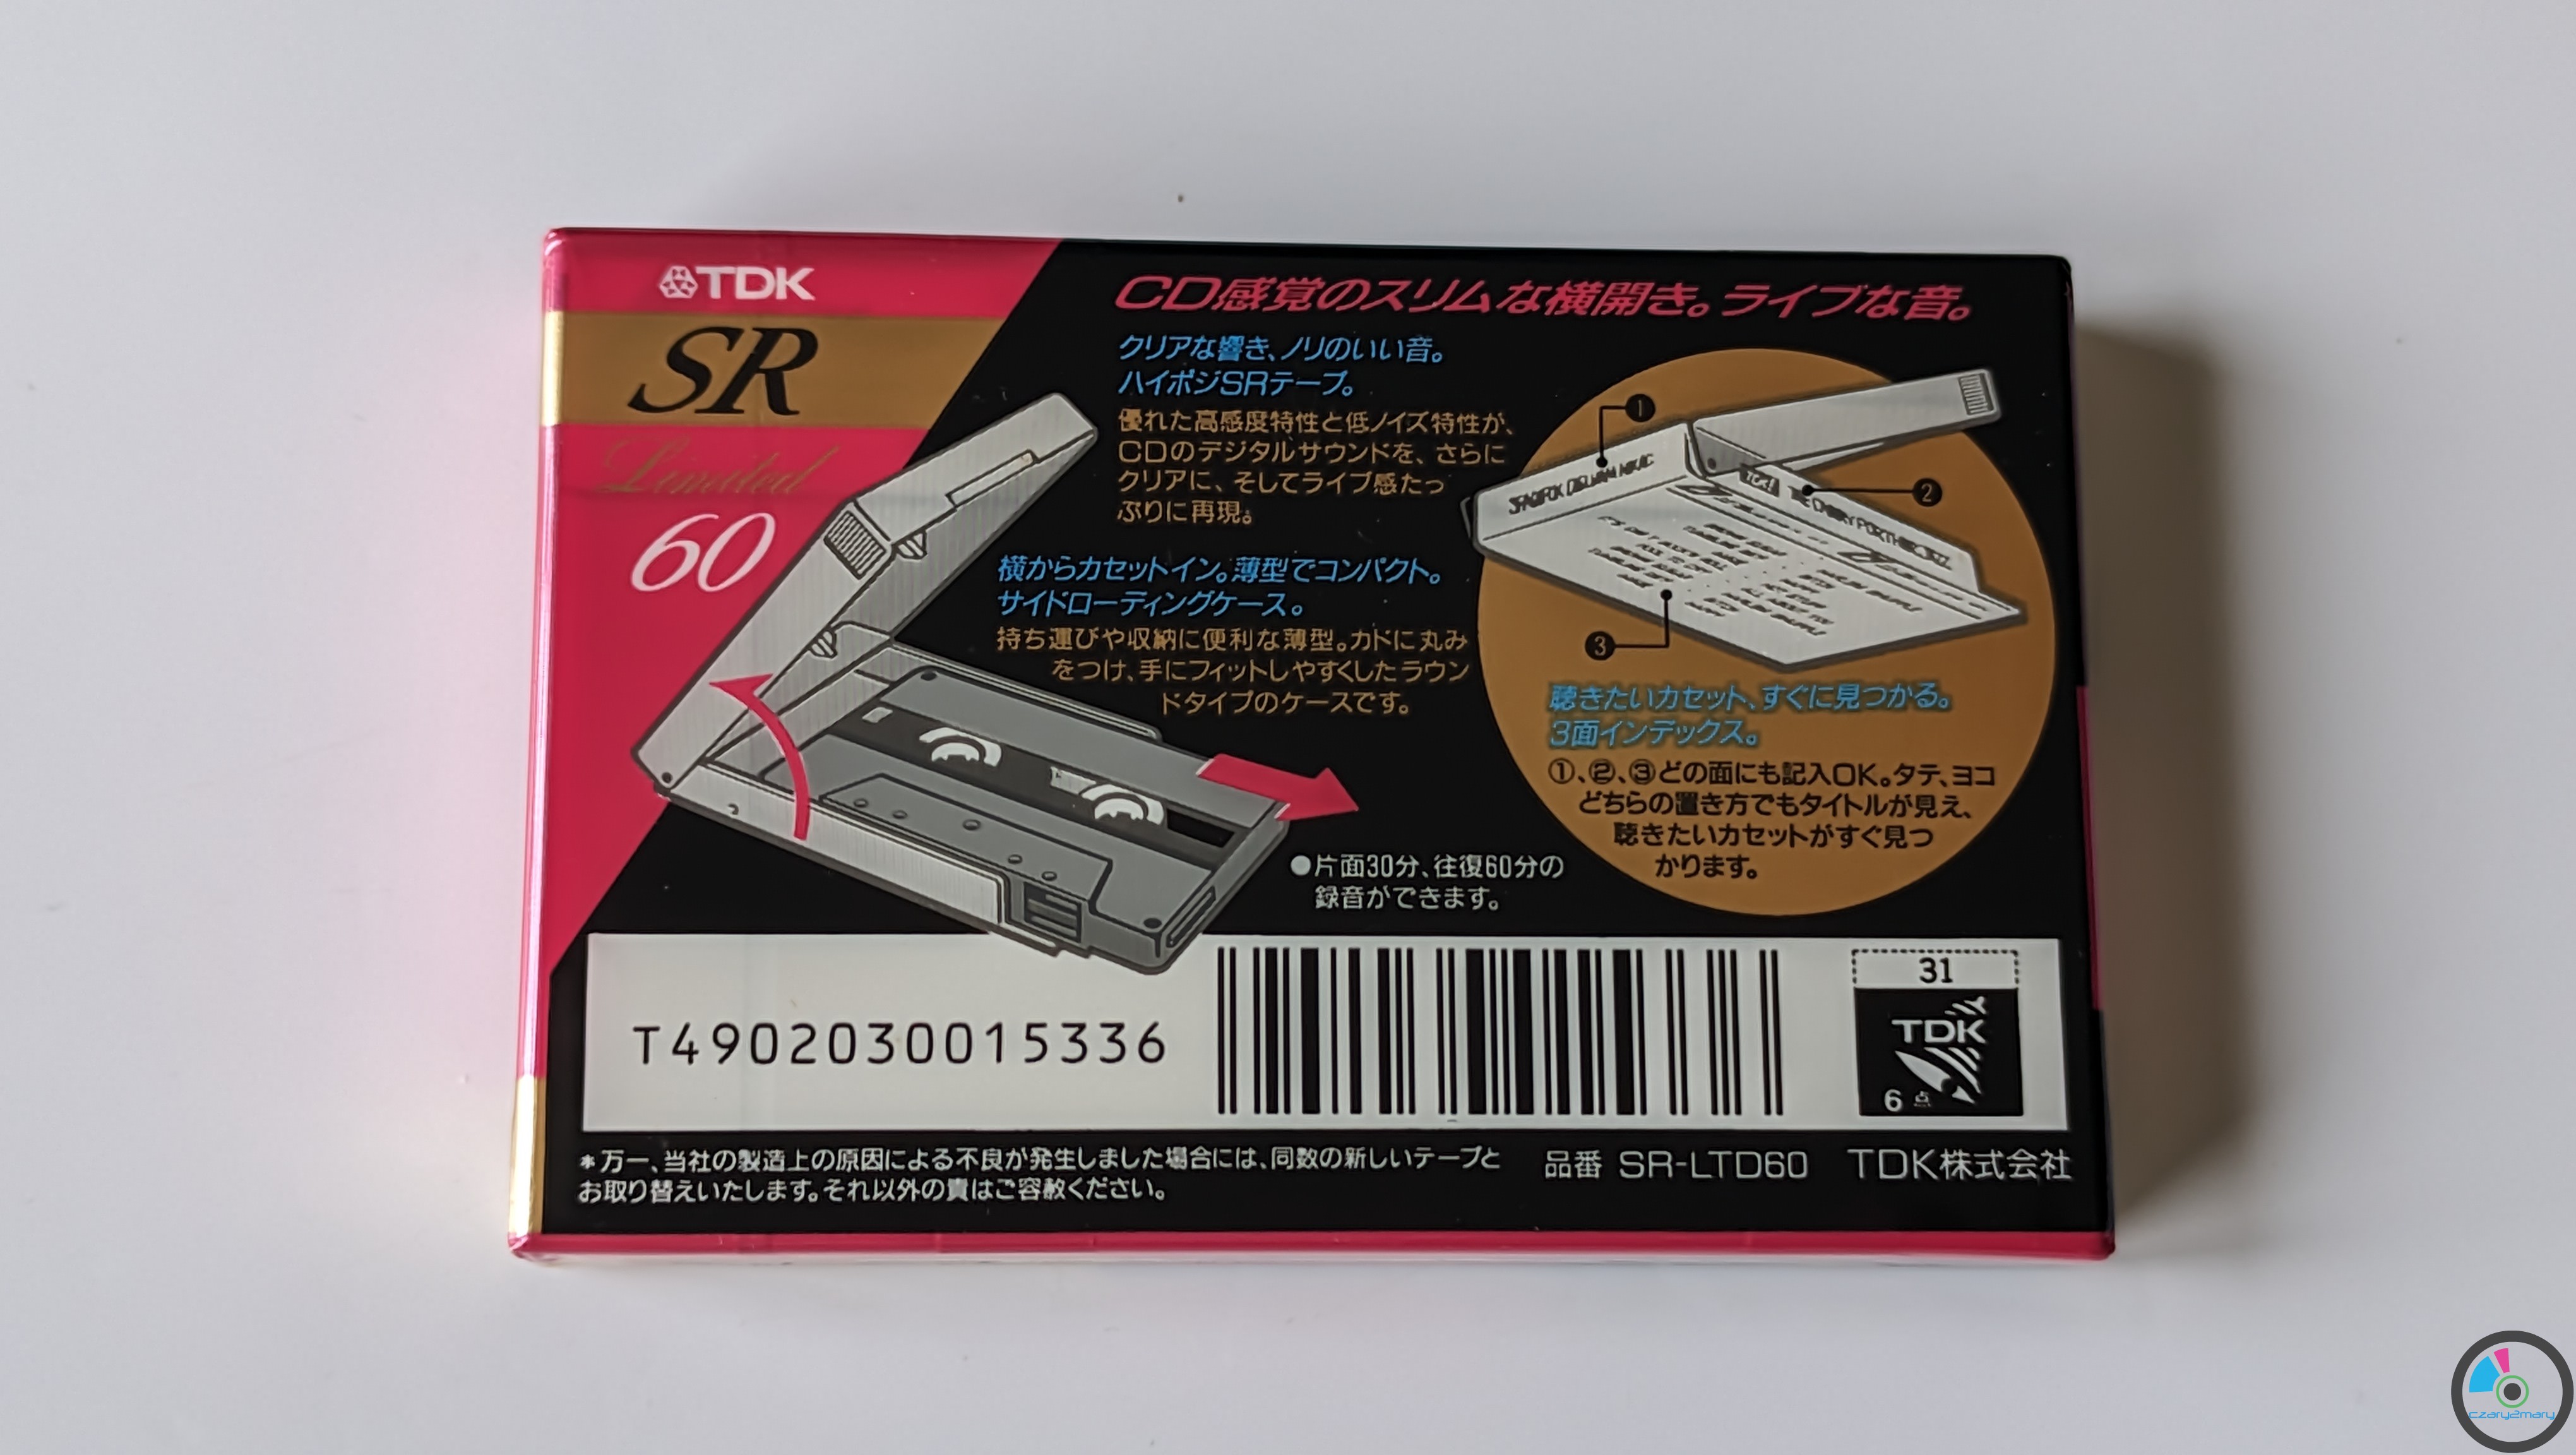 TDK
SR
Limited
60
CD感覚のスリムな横開き。ライブな音。
クリアな響き、ノリのいい音。
ハイポジSRテープ。
優れた高感度特性と低ノイズ特性が、
CDのデジタルサウンドを、さらに
クリアに、そしてライブ感たっ
ぷりに再現。
横からカセットイン。薄型でコンパクト。
サイドローディングケース。
持ち運びや収納に便利な薄型。カドに丸み
をつけ、手にフィットしやすくしたラウン
ドタイプのケースです。
1
2
3
聴きたいカセット、すぐに見つかる。
3面インデックス。
①、②、③どの面にも記入OK。タテ、ヨコ
どちらの置き方でもタイトルが見え、
聴きたいカセットがすぐ見つ
かります。
●片面30分、往復60分の
録音ができます。
T4902030015336
31
TDK
6点
*万一、当社の製造上の原因による不良が発生しました場合には、同数の新しいテープと
お取り替えいたします。それ以外の責はご容赦ください。
品番 SR-LTD60 TDK株式会社
czary2mary